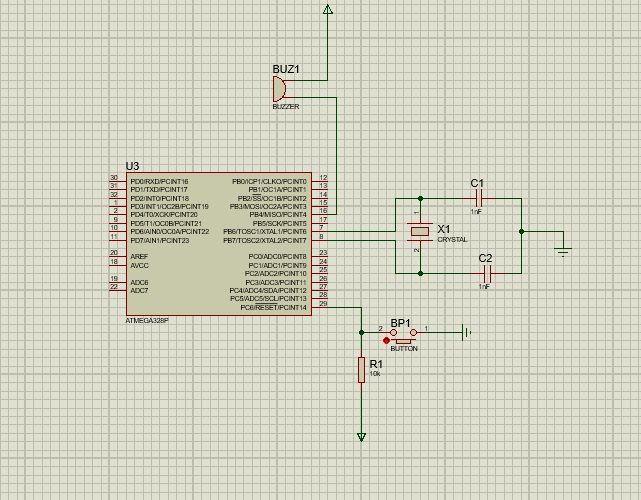 BUZ1
BUZZER
U3
30 PD0/RXD/PCINT16 PB0/ICP1/CLKO/PCINT0 12
31 PD1/TXD/PCINT17 PB1/OC1A/PCINT1 13
32 PD2/INT0/PCINT18 PB2/SS/OC1B/PCINT2 14
1 PD3/INT1/OC2B/PCINT19 PB3/MOSI/OC2A/PCINT3 15
2 PD4/T0/XCK/PCINT20 PB4/MISO/PCINT4 16
9 PD5/T1/OC0B/PCINT21 PB5/SCK/PCINT5 17
10 PD6/AIN0/OC0A/PCINT22 PB6/TOSC1/XTAL1/PCINT6 7
11 PD7/AIN1/PCINT23 PB7/TOSC2/XTAL2/PCINT7 8
20 AREF PC0/ADC0/PCINT8 23
18 AVCC PC1/ADC1/PCINT9 24
PC2/ADC2/PCINT10 25
19 ADC6 PC3/ADC3/PCINT11 26
22 ADC7 PC4/ADC4/SDA/PCINT12 27
PC5/ADC5/SCL/PCINT13 28
PC6/RESET/PCINT14 29
ATMEGA328P
C1
1nF
1
X1
CRYSTAL
2
C2
1nF
BP1
2 1
BUTTON
R1
10k